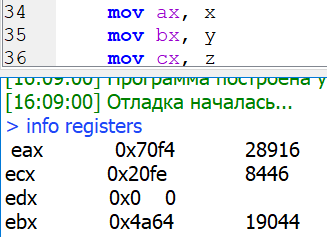 34 mov ax, x
35 mov bx, y
36 mov cx, z
[16:09:00] Программа построена у
[16:09:00] Отладка началась...
> info registers
eax 0x70f4 28916
ecx 0x20fe 8446
edx 0x0 0
ebx 0x4a64 19044